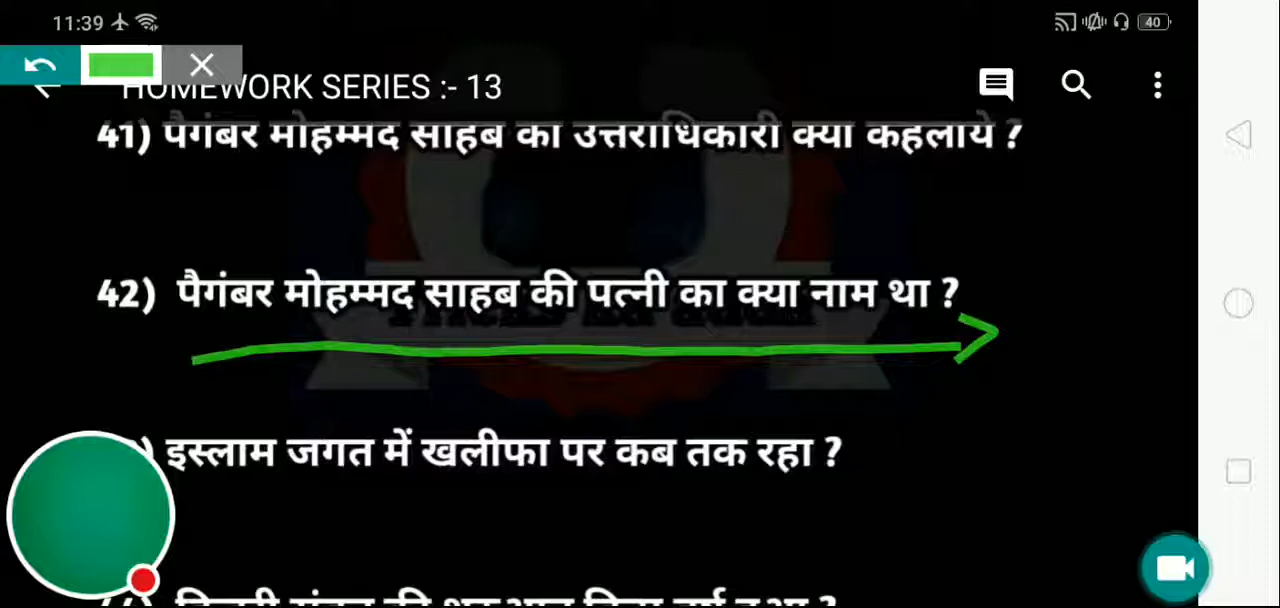 11:39
40
HOMEWORK SERIES :- 13
41) पैगंबर मोहम्मद साहब का उत्तराधिकारी क्या कहलाये ?
42) पैगंबर मोहम्मद साहब की पत्नी का क्या नाम था ?
) इस्लाम जगत में खलीफा पर कब तक रहा ?